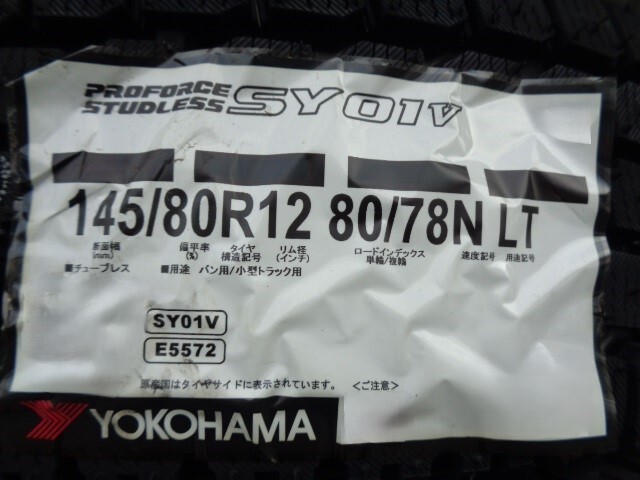 PROFORCE
STUDLESS SY01V
145/80R12 80/78N LT
断面幅 偏平率 タイヤ リム径 ロードインデックス 速度記号 用途記号
(mm) (%) 構造記号 (インチ) 単輪/複輪
■チューブレス ■用途 バン用/小型トラック用
SY01V
E5572
原産国はタイヤサイドに表示されています。 <ご注意>
YOKOHAMA